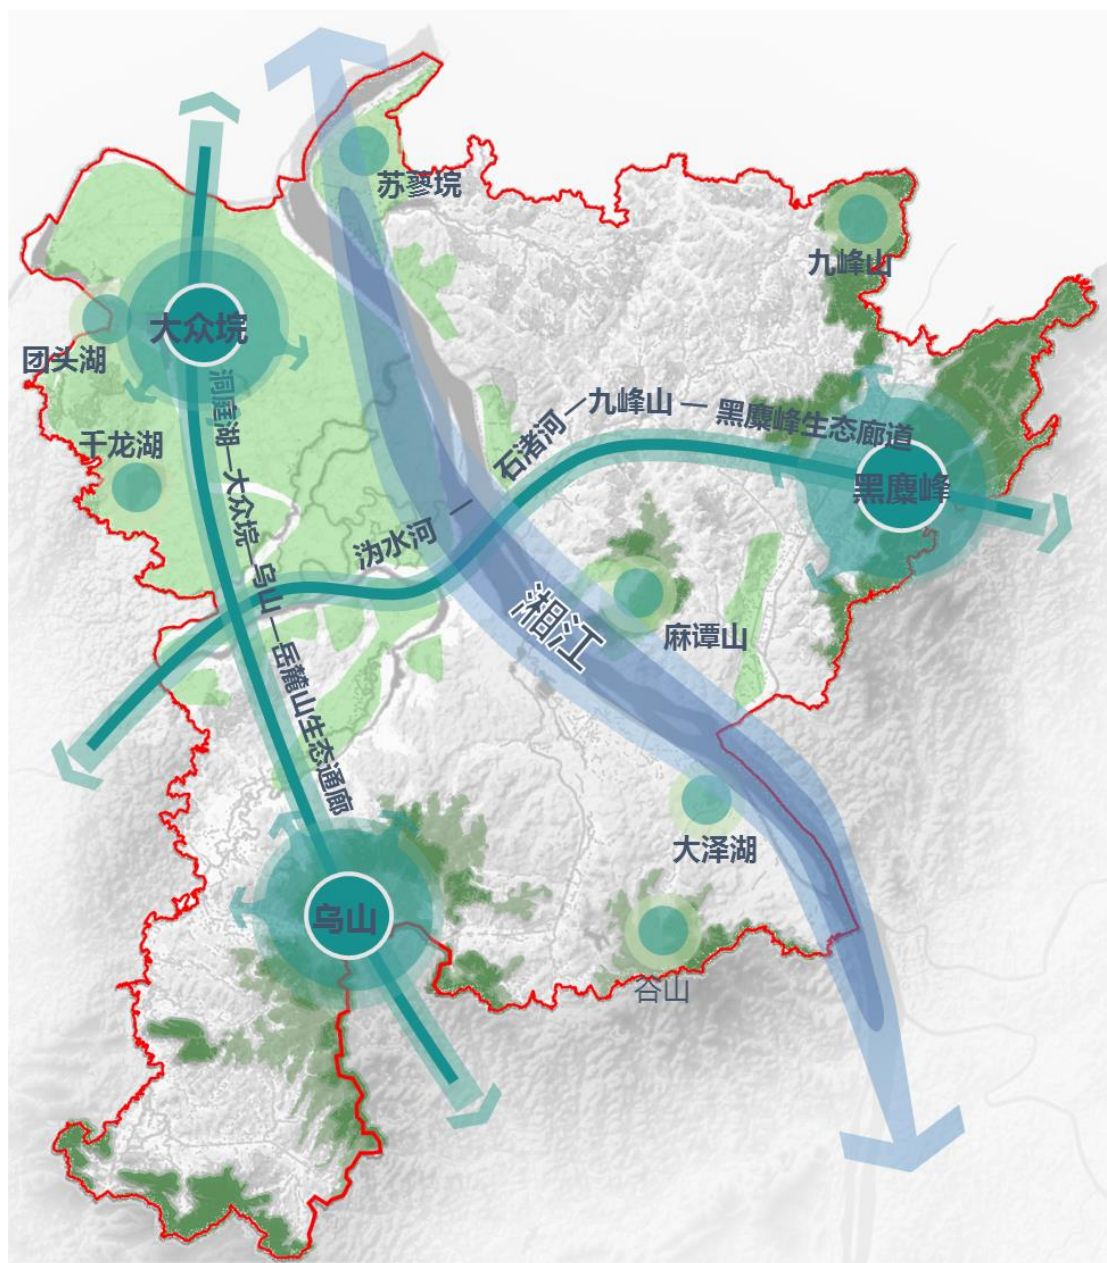 苏蓼垸
九峰山
大众垸
团头湖
千龙湖
洞庭湖—大众垸—乌山—岳麓山生态通廊
沩水河 — 石渚河—九峰山 — 黑麋峰生态廊道
黑麋峰
湘江
麻谭山
大泽湖
乌山
谷山